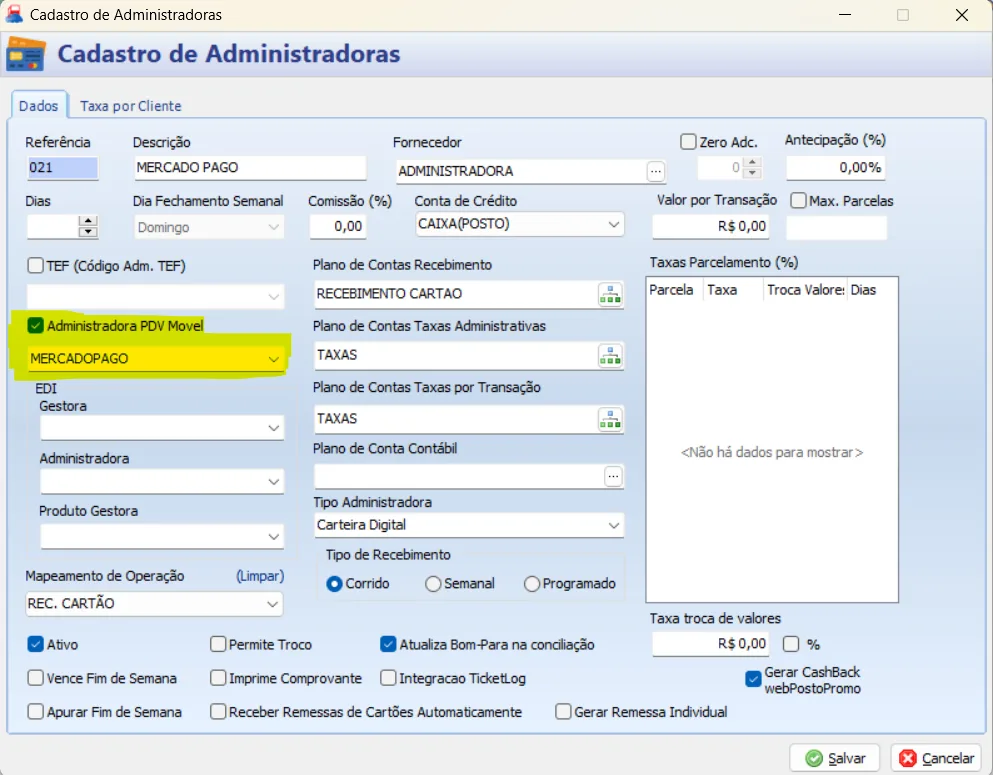 Cadastro de Administradoras
Cadastro de Administradoras
Dados Taxa por Cliente
Referência Descrição Fornecedor Zero Adc. Antecipação (%)
021 MERCADO PAGO ADMINISTRADORA ... 0 0,00%
Dias Dia Fechamento Semanal Comissão (%) Conta de Crédito Valor por Transação Max. Parcelas
Domingo 0,00 CAIXA(POSTO) R$ 0,00
TEF (Código Adm. TEF) Plano de Contas Recebimento Taxas Parcelamento (%)
RECEBIMENTO CARTAO Parcela Taxa Troca Valores Dias
Administradora PDV Movel Plano de Contas Taxas Administrativas
MERCADOPAGO TAXAS
EDI Plano de Contas Taxas por Transação
Gestora
TAXAS
Administradora Plano de Conta Contábil <Não há dados para mostrar>
...
Produto Gestora Tipo Administradora
Carteira Digital
Tipo de Recebimento
Mapeamento de Operação (Limpar) Corrido Semanal Programado
REC. CARTÃO
Taxa troca de valores
Ativo Permite Troco Atualiza Bom-Para na conciliação R$ 0,00 %
Vence Fim de Semana Imprime Comprovante Integracao TicketLog Gerar CashBack
webPostoPromo
Apurar Fim de Semana Receber Remessas de Cartões Automaticamente Gerar Remessa Individual
Salvar Cancelar